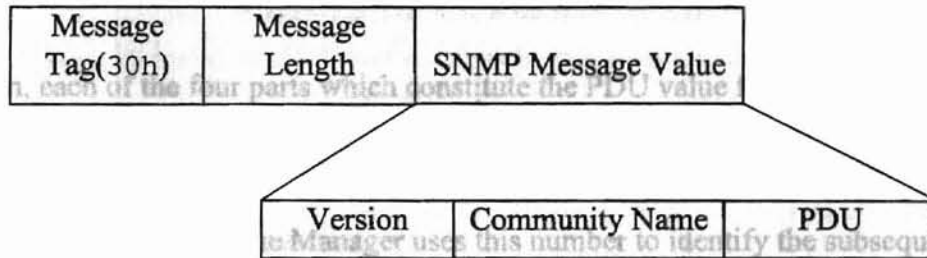 Message Message
Tag(30h) Length SNMP Message Value
n, each of the four parts which constitute the PDU value f
Version Community Name PDU
e Manager uses this number to identify the subsequ